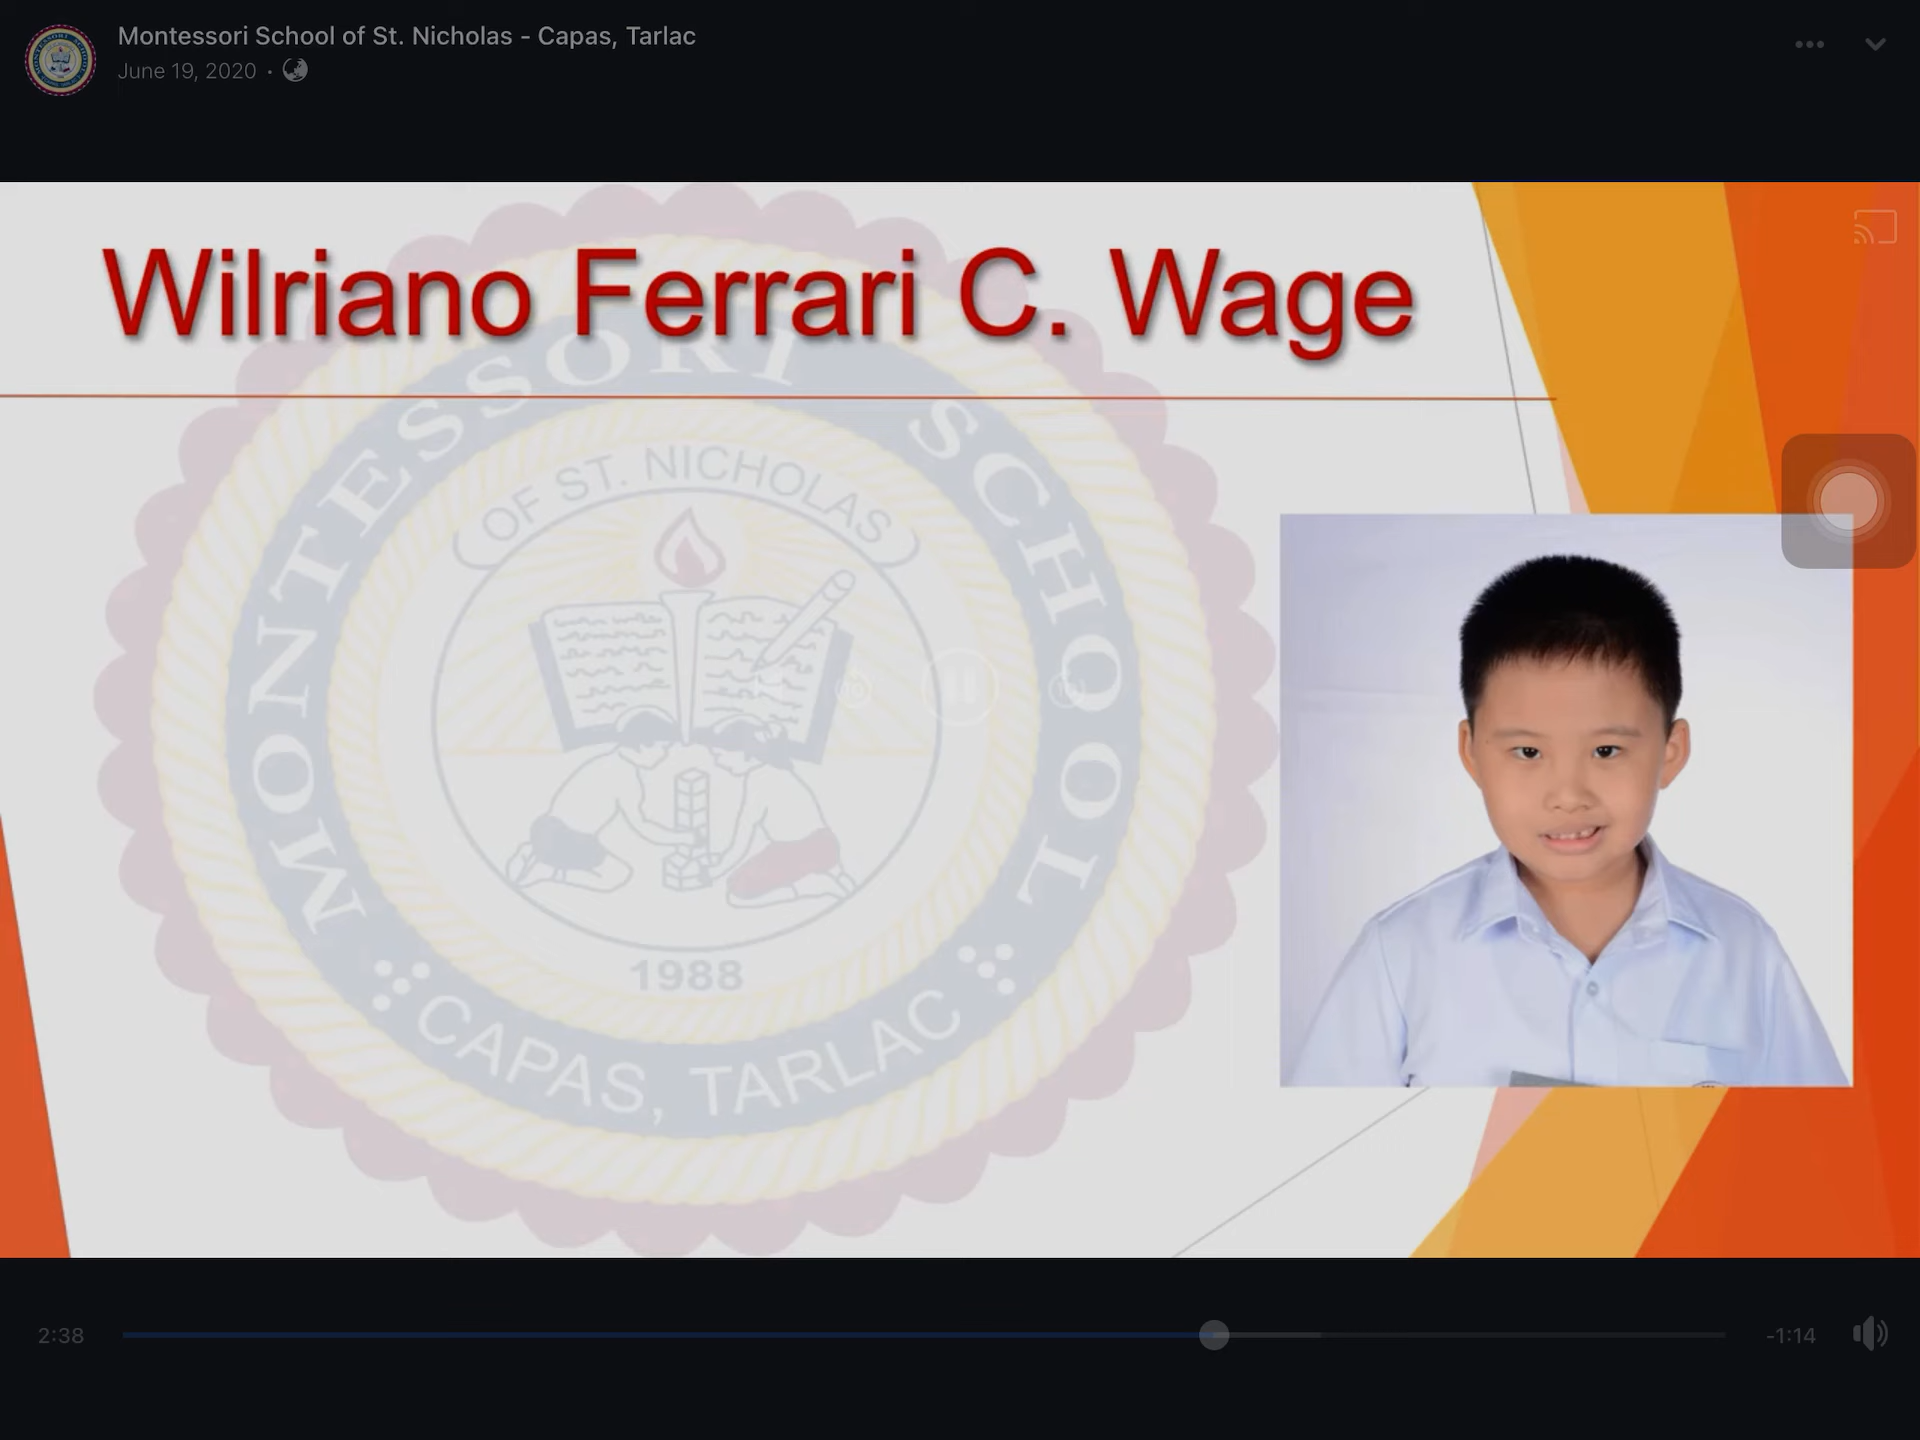 Montessori School of St. Nicholas - Capas, Tarlac
June 19, 2020 ·
Wilriano Ferrari C. Wage
MONTESSORI SCHOOL
OF ST. NICHOLAS
1988
CAPAS, TARLAC
2:38
-1:14